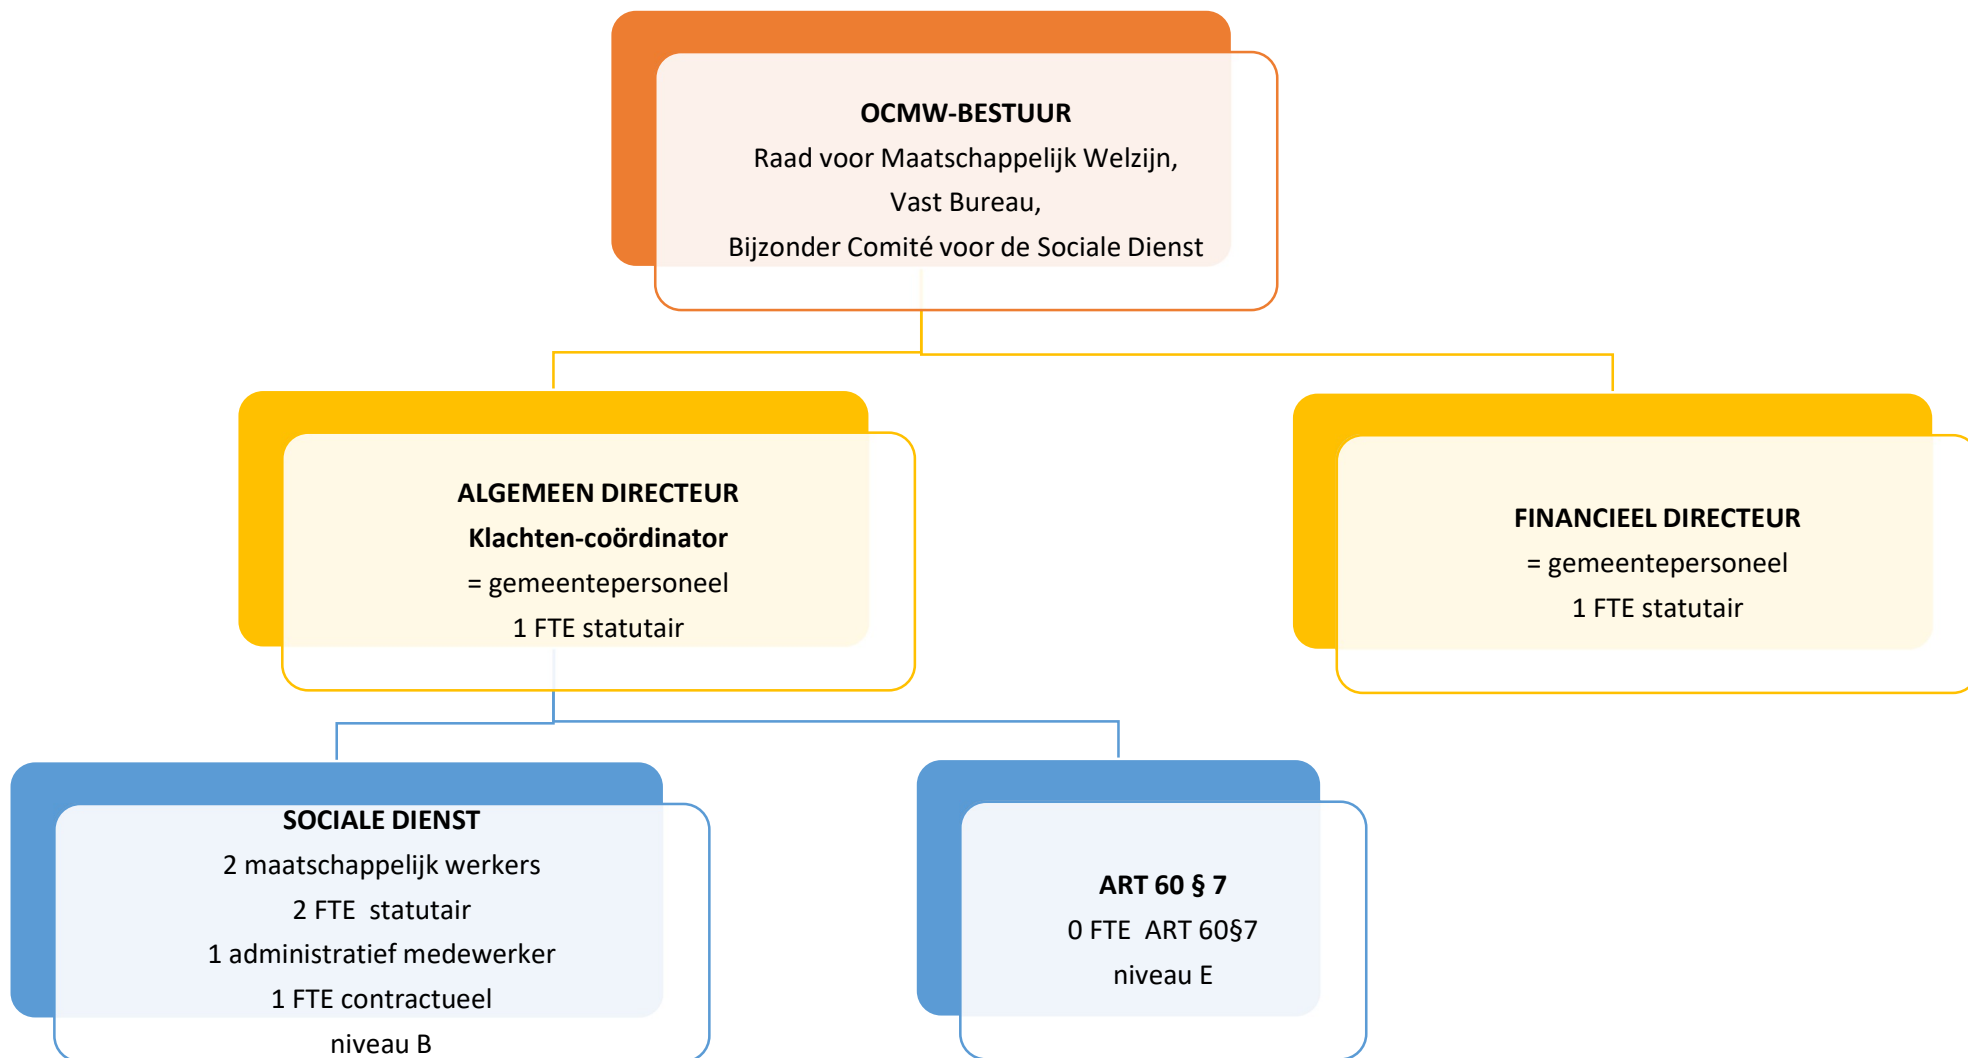 OCMW-BESTUUR
Raad voor Maatschappelijk Welzijn,
Vast Bureau,
Bijzonder Comité voor de Sociale Dienst
ALGEMEEN DIRECTEUR
Klachten-coördinator
= gemeentepersoneel
1 FTE statutair
FINANCIEEL DIRECTEUR
= gemeentepersoneel
1 FTE statutair
SOCIALE DIENST
2 maatschappelijk werkers
2 FTE  statutair
1 administratief medewerker
1 FTE contractueel
niveau B
ART 60 § 7
0 FTE  ART 60§7
niveau E